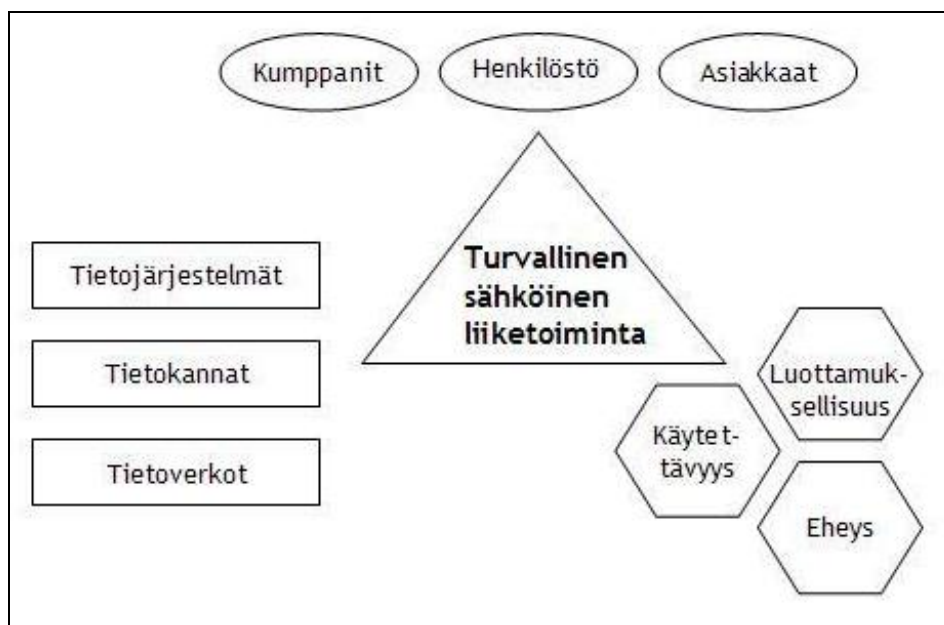 Kumppanit
Henkilöstö
Asiakkaat
Turvallinen
sähköinen
liiketoiminta
Tietojärjestelmät
Tietokannat
Tietoverkot
Luottamuk-
sellisuus
Käytet-
tävyys
Eheys